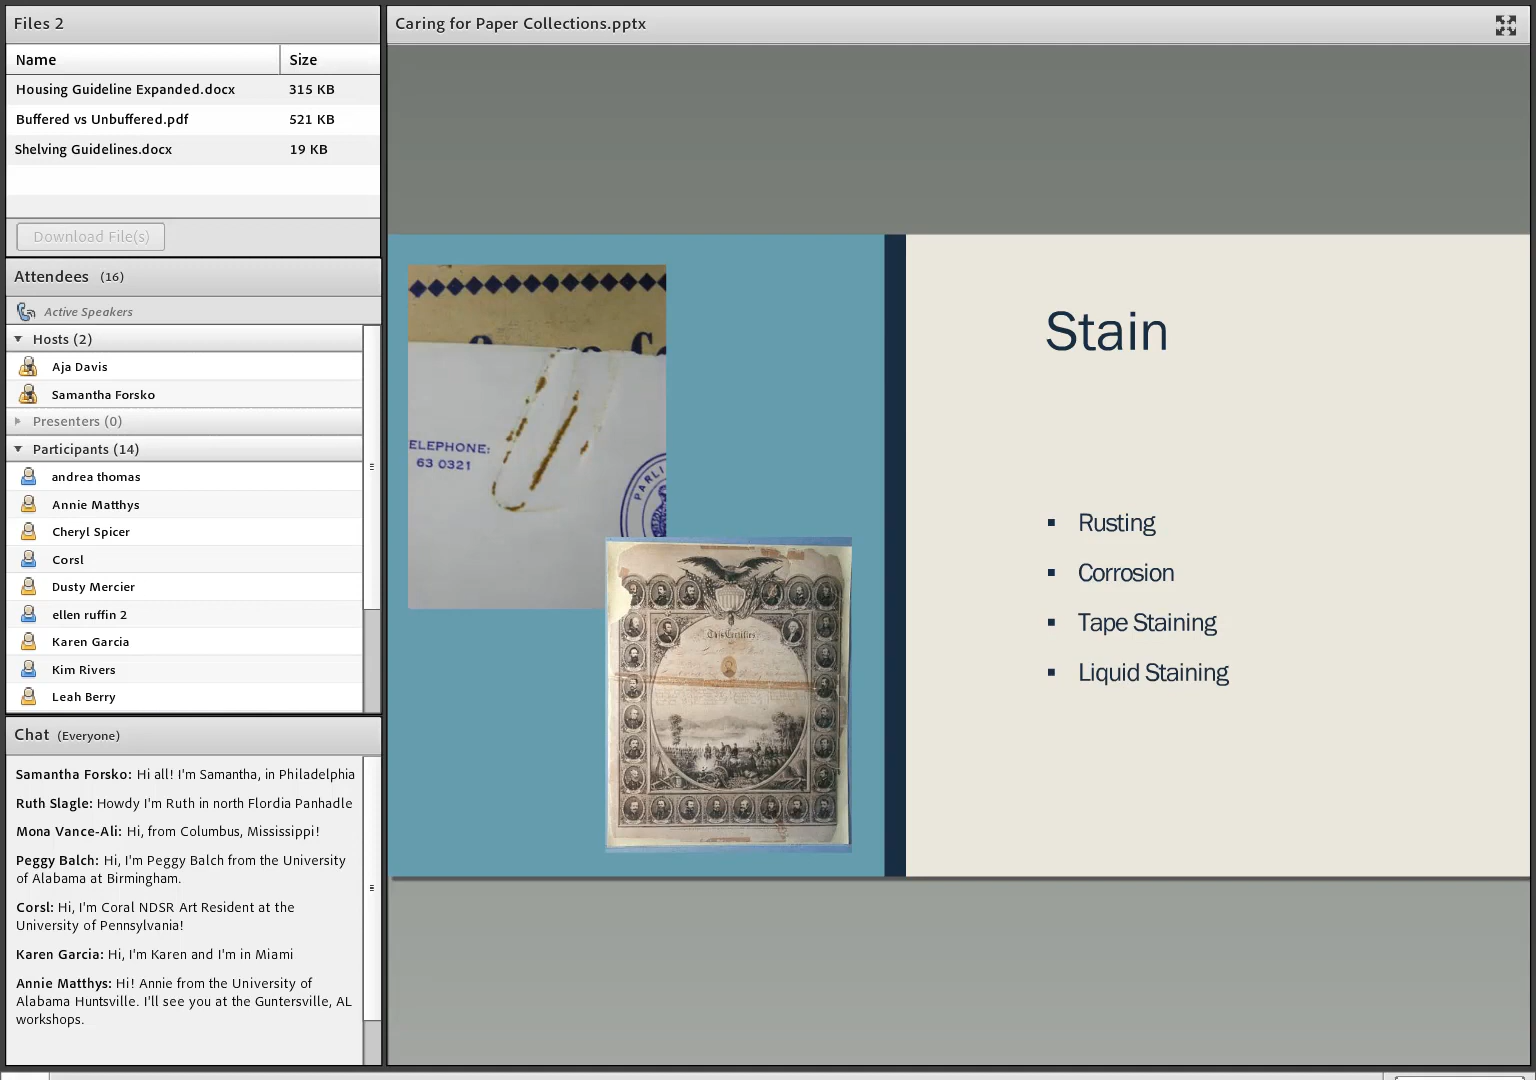 Files 2
Name
Size
Housing Guideline Expanded.docx
315 KB
Buffered vs Unbuffered.pdf
521 KB
Shelving Guidelines.docx
19 KB
Download File(s)
Attendees (16)
Active Speakers
Hosts (2)
Aja Davis
Samantha Forsko
Presenters (0)
Participants (14)
andrea thomas
Annie Matthys
Cheryl Spicer
Corsl
Dusty Mercier
ellen ruffin 2
Karen Garcia
Kim Rivers
Leah Berry
Chat (Everyone)
Samantha Forsko: Hi all! I'm Samantha, in Philadelphia
Ruth Slagle: Howdy I'm Ruth in north Flordia Panhadle
Mona Vance-Ali: Hi, from Columbus, Mississippi!
Peggy Balch: Hi, I'm Peggy Balch from the University
of Alabama at Birmingham.
Corsl: Hi, I'm Coral NDSR Art Resident at the
University of Pennsylvania!
Karen Garcia: Hi, I'm Karen and I'm in Miami
Annie Matthys: Hi! Annie from the University of
Alabama Huntsville. I'll see you at the Guntersville, AL
workshops.
Caring for Paper Collections.pptx
ELEPHONE:
63 0321
PARLI
This Certifies
Stain
▪ Rusting
▪ Corrosion
▪ Tape Staining
▪ Liquid Staining